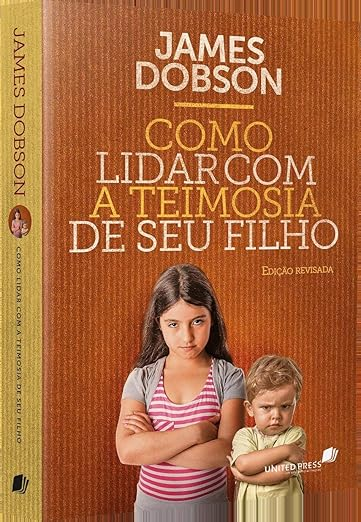 JAMES
DOBSON
COMO
LIDAR COM
A TEIMOSIA
DE SEU FILHO
EDIÇÃO REVISADA
UNITED PRESS
JAMES DOBSON
COMO LIDAR COM A TEIMOSIA DE SEU FILHO